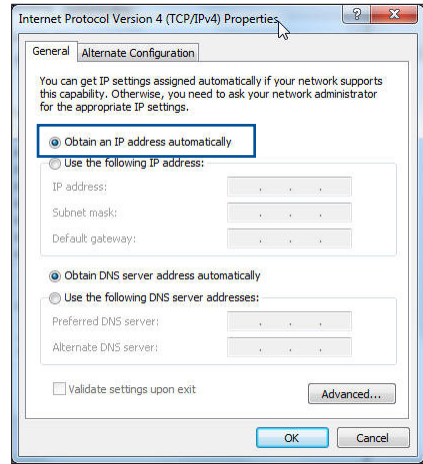 Internet Protocol Version 4 (TCP/IPv4) Properties
General
Alternate Configuration
You can get IP settings assigned automatically if your network supports
this capability. Otherwise, you need to ask your network administrator
for the appropriate IP settings.
Obtain an IP address automatically
Use the following IP address:
IP address:
Subnet mask:
Default gateway:
Obtain DNS server address automatically
Use the following DNS server addresses:
Preferred DNS server:
Alternate DNS server:
Validate settings upon exit
Advanced...
OK
Cancel